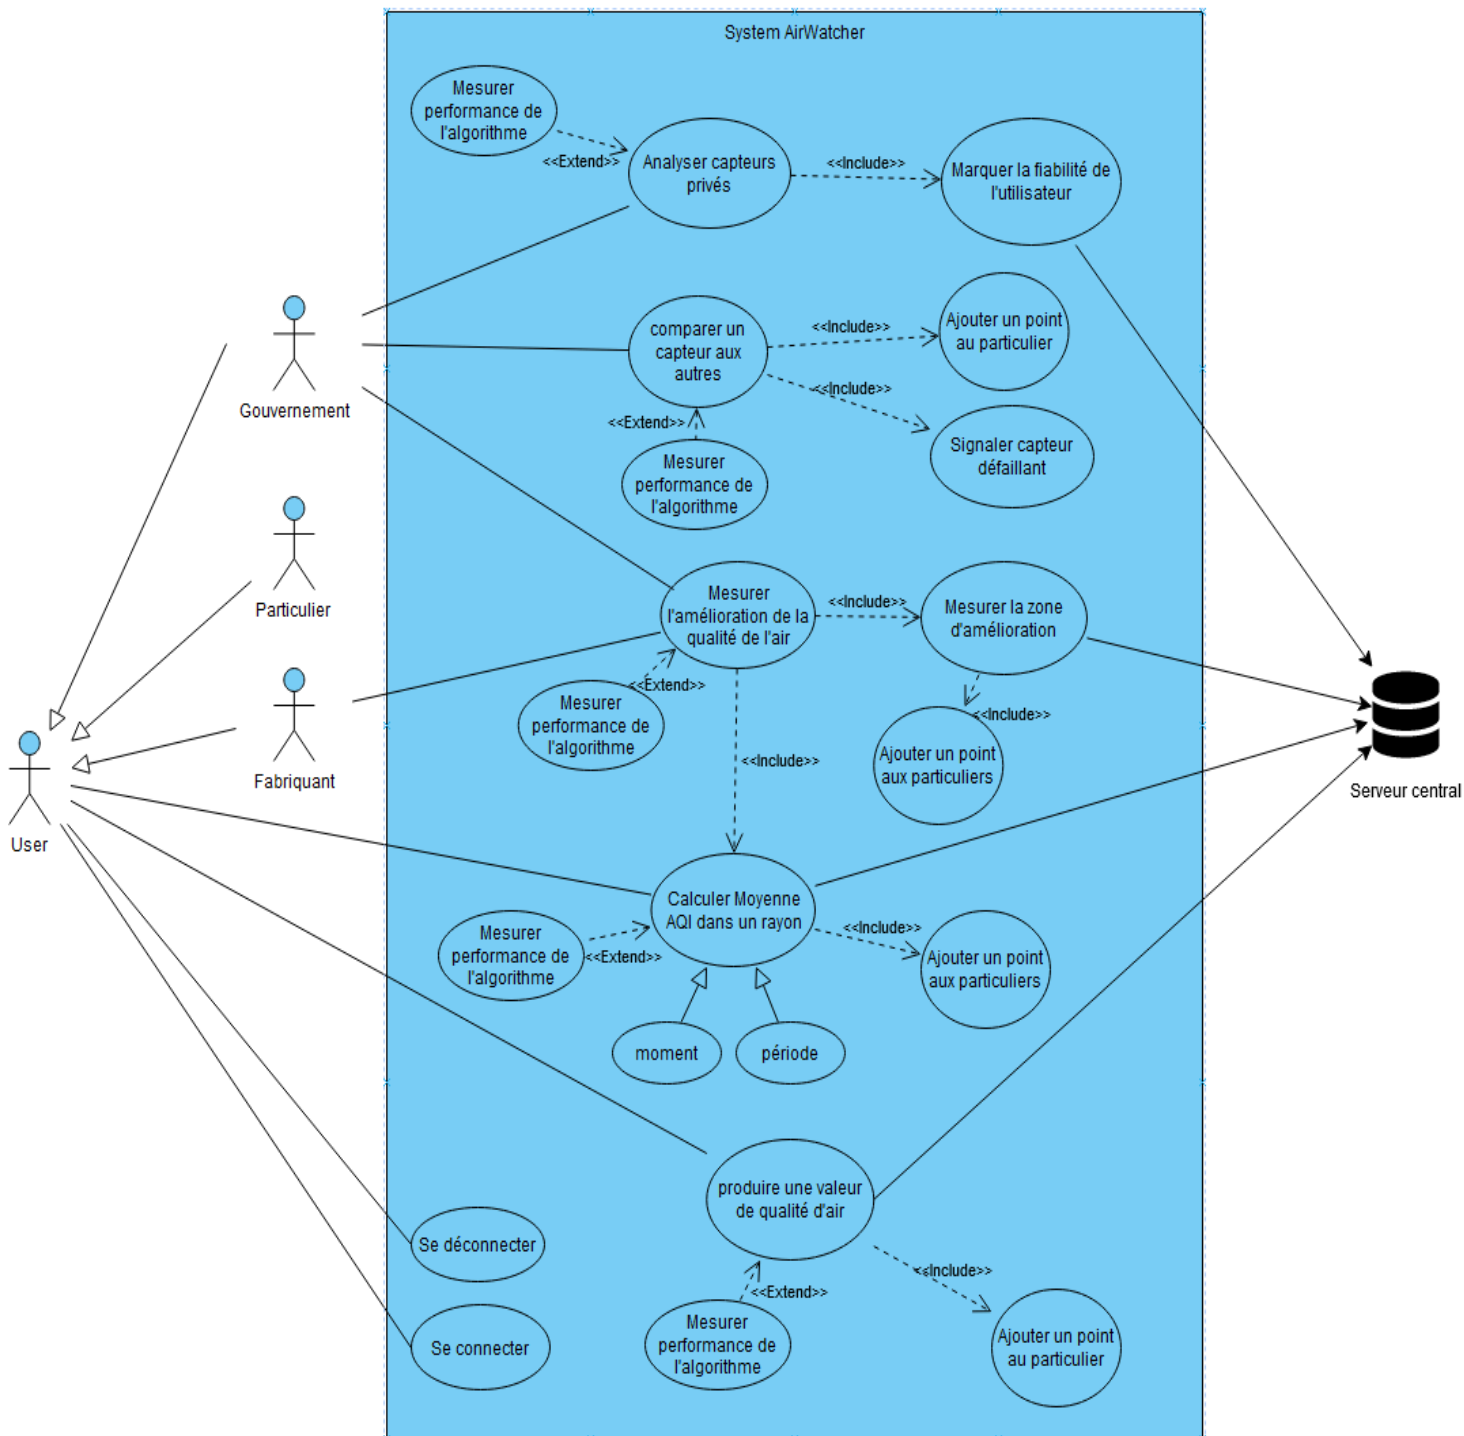 System AirWatcher
Mesurer
performance de
l'algorithme
<<Extend>>
Analyser capteurs
privés
<<Include>>
Marquer la fiabilité de
l'utilisateur
Gouvernement
comparer un
capteur aux
autres
<<Include>>
Ajouter un point
au particulier
<<Include>>
Signaler capteur
défaillant
<<Extend>>
Mesurer
performance de
l'algorithme
Particulier
Mesurer
l'amélioration de la
qualité de l'air
<<Include>>
Mesurer la zone
d'amélioration
<<Extend>>
Mesurer
performance de
l'algorithme
<<Include>>
Ajouter un point
aux particuliers
<<Include>>
Fabriquant
User
Serveur central
Calculer Moyenne
AQI dans un rayon
Mesurer
performance de
l'algorithme
<<Extend>>
<<Include>>
Ajouter un point
aux particuliers
moment
période
produire une valeur
de qualité d'air
Se déconnecter
<<Include>>
<<Extend>>
Mesurer
performance de
l'algorithme
Ajouter un point
au particulier
Se connecter